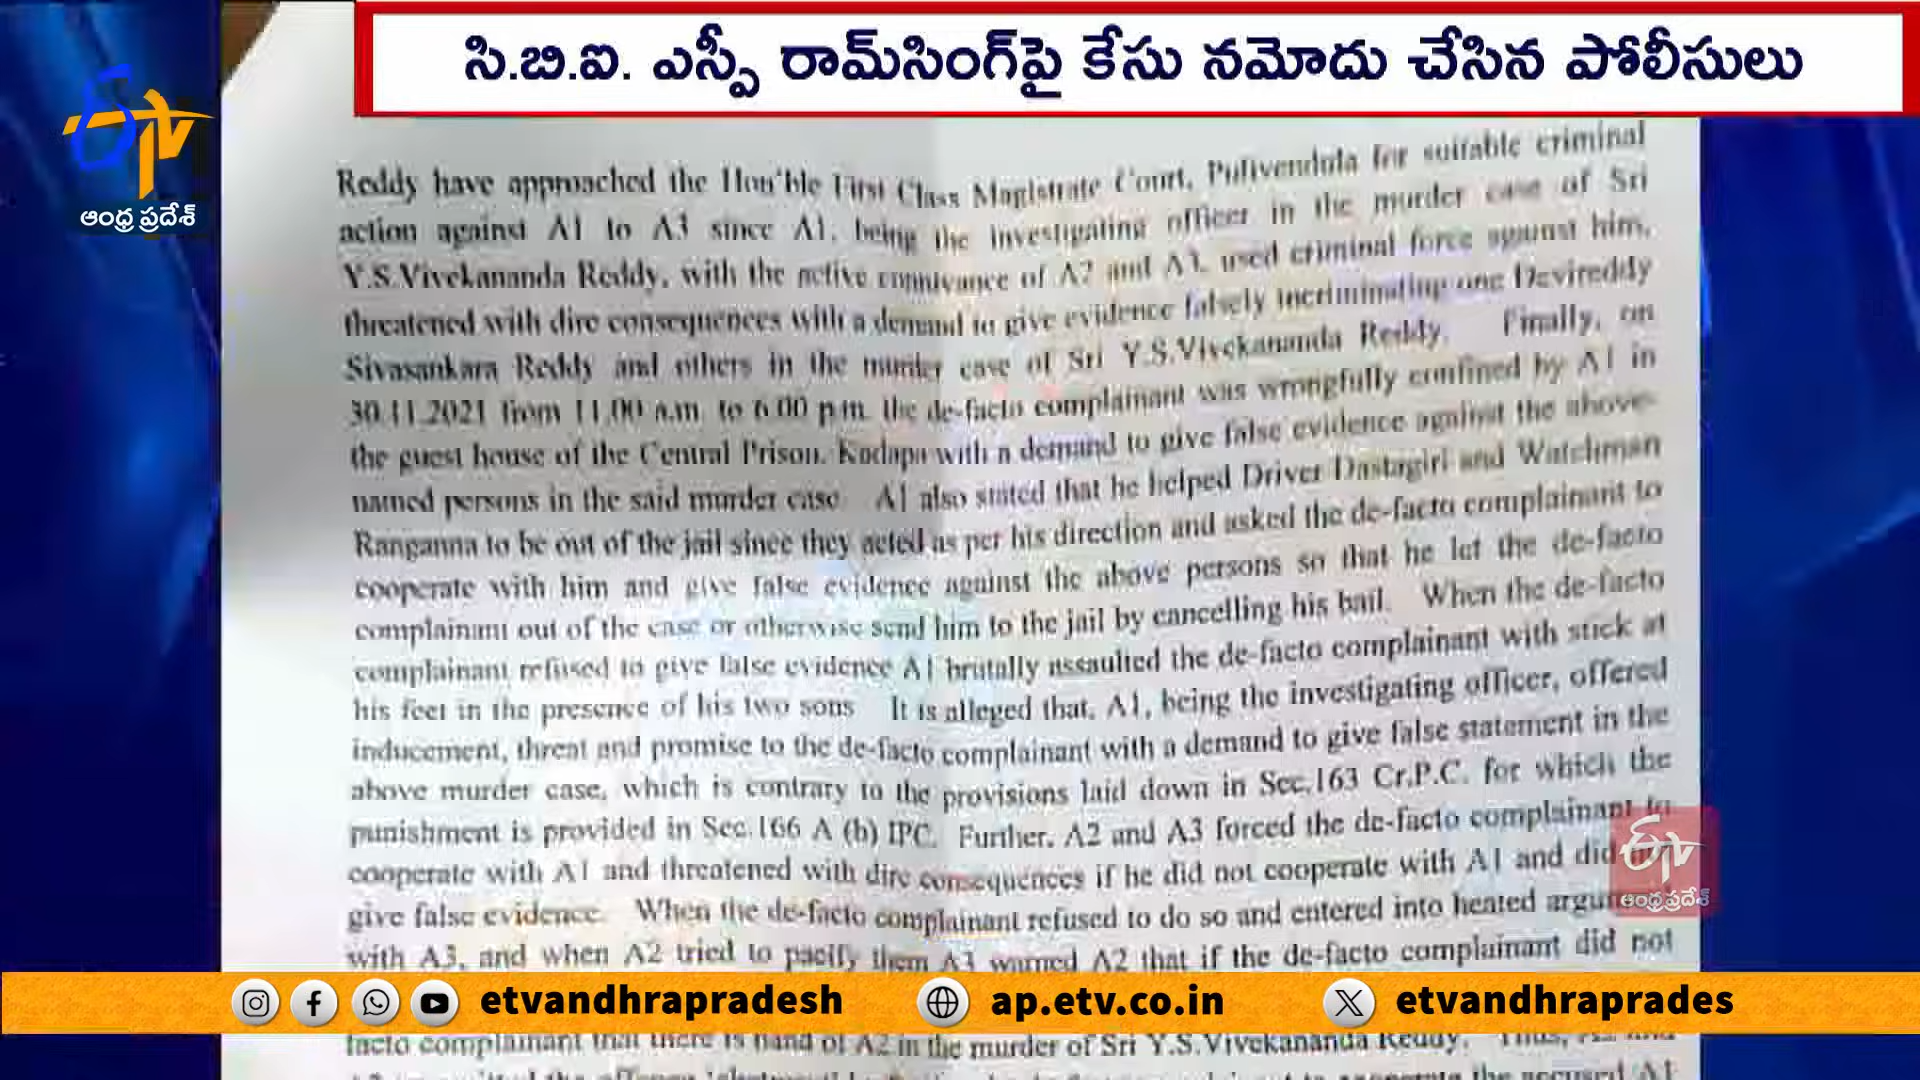 సి.బి.ఐ. ఎస్పీ రామ్‌సింగ్‌పై కేసు నమోదు చేసిన పోలీసులు
ఈtv
ఆంధ్ర ప్రదేశ్
Reddy have approached the Hon'ble First Class Magistrate Court, Pulivendula for suitable criminal
action against A1 to A3 since A1, being the investigating officer in the murder case of Sri
Y.S.Vivekananda Reddy, with the active connivance of A2 and A3, used criminal force against him,
threatened with dire consequences with a demand to give evidence falsely incriminating one Devireddy
Sivasankara Reddy and others in the murder case of Sri Y.S.Vivekananda Reddy. Finally, on
30.11.2021 from 11.00 a.m. to 6.00 p.m. the de-facto complainant was wrongfully confined by A1 in
the guest house of the Central Prison, Kadapa with a demand to give false evidence against the above-
named persons in the said murder case. A1 also stated that he helped Driver Dastagiri and Watchman
Ranganna to be out of the jail since they acted as per his direction and asked the de-facto complainant to
cooperate with him and give false evidence against the above persons so that he let the de-facto
complainant out of the case or otherwise send him to the jail by cancelling his bail. When the de-facto
complainant refused to give false evidence A1 brutally assaulted the de-facto complainant with stick at
his feet in the presence of his two sons It is alleged that, A1, being the investigating officer, offered
inducement, threat and promise to the de-facto complainant with a demand to give false statement in the
above murder case, which is contrary to the provisions laid down in Sec.163 Cr.P.C. for which the
punishment is provided in Sec.166 A (b) IPC. Further, A2 and A3 forced the de-facto complainant to
cooperate with A1 and threatened with dire consequences if he did not cooperate with A1 and did
give false evidence. When the de-facto complainant refused to do so and entered into heated
with A3, and when A2 tried to pacify them A3 warned A2 that if the de-facto complainant did not
ఈtv
ఆంధ్రప్రదేశ్
etvandhrapradesh ap.etv.co.in etvandhraprades
facto complainant that there is hand of A2 in the murder of Sri Y.S.Vivekananda Reddy. Thus,